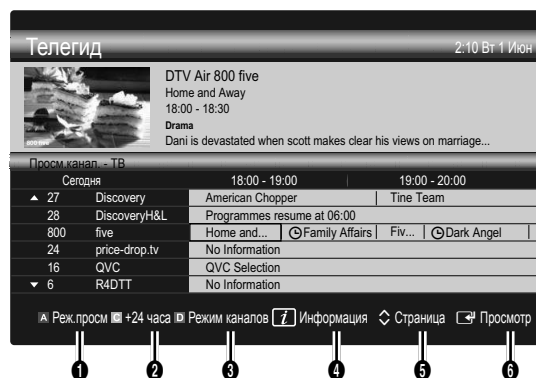 Телегид 2:10 Вт 1 Июн
DTV Air 800 five
Home and Away
18:00 - 18:30
Drama
Dani is devastated when scott makes clear his views on marriage...
800 five
Просм.канал. - ТВ
Сегодня 18:00 - 19:00 19:00 - 20:00
▲ 27 Discovery American Chopper Tine Team
28 DiscoveryH&L Programmes resume at 06:00
800 five Home and... Family Affairs Fiv... Dark Angel
24 price-drop.tv No Information
16 QVC QVC Selection
▼ 6 R4DTT No Information
A Реж.просм C +24 часа D Режим каналов i Информация Страница Просмотр
1 2 3 4 5 6